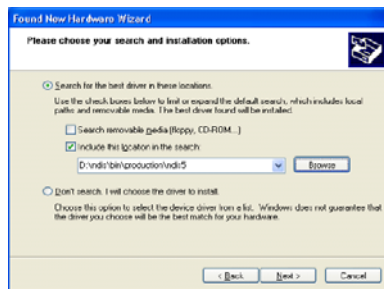 Found New Hardware Wizard
Please choose your search and installation options.
Search for the best driver in these locations.
Use the check boxes below to limit or expand the default search, which includes local
paths and removable media. The best driver found will be installed.
Search removable media (floppy, CD-ROM...)
Include this location in the search:
D:\ndis\bin\production\ndis5
Browse
Don't search. I will choose the driver to install.
Choose this option to select the device driver from a list. Windows does not guarantee that
the driver you choose will be the best match for your hardware.
< Back
Next >
Cancel